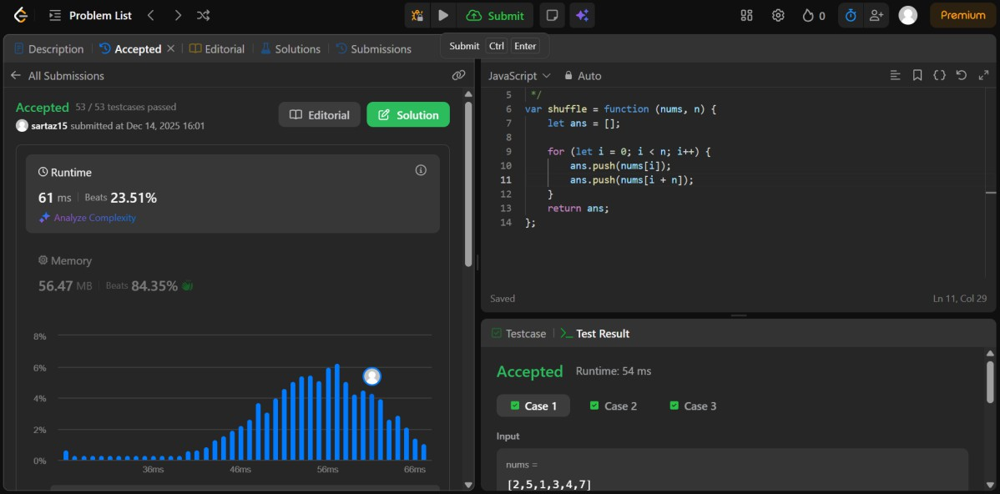 Problem List
Submit
0
Premium
Description
Accepted
Editorial
Solutions
Submissions
Submit Ctrl Enter
All Submissions
Accepted 53 / 53 testcases passed
sartaz15 submitted at Dec 14, 2025 16:01
Editorial
Solution
Runtime
61 ms Beats 23.51%
Analyze Complexity
Memory
56.47 MB Beats 84.35%
8%
6%
4%
2%
0%
36ms 46ms 56ms 66ms
JavaScript Auto
5 */
6 var shuffle = function (nums, n) {
7 let ans = [];
8
9 for (let i = 0; i < n; i++) {
10 ans.push(nums[i]);
11 ans.push(nums[i + n]);
12 }
13 return ans;
14 };
Saved Ln 11, Col 29
Testcase Test Result
Accepted Runtime: 54 ms
Case 1 Case 2 Case 3
Input
nums =
[2,5,1,3,4,7]